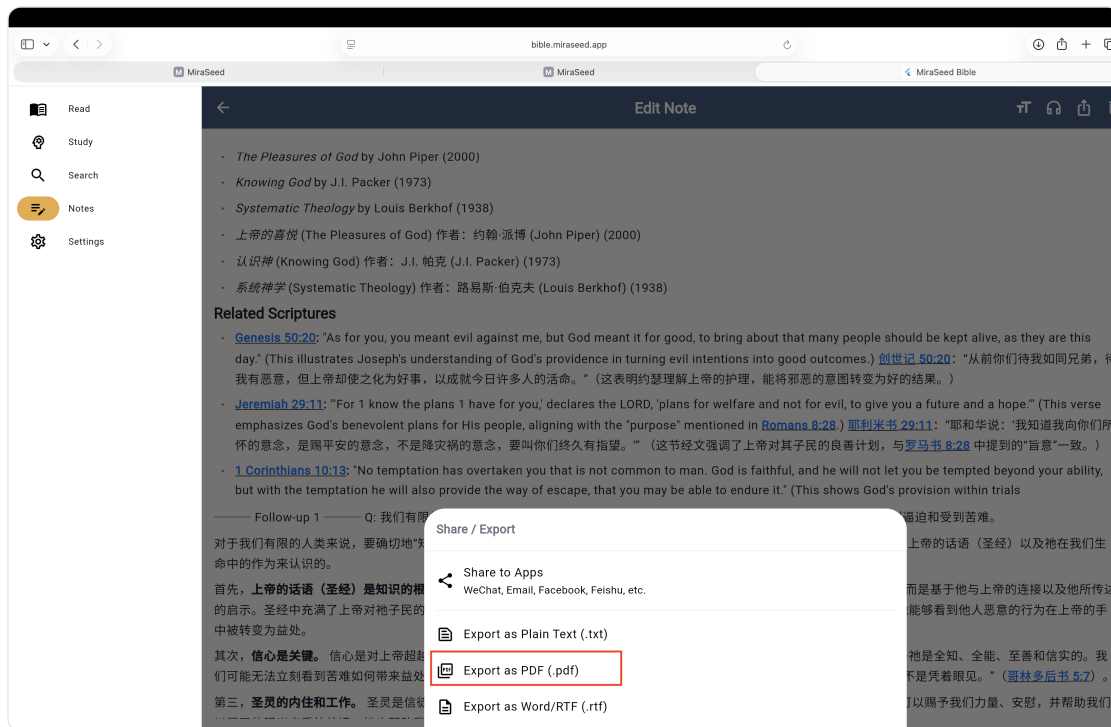 bible.miraseed.app
M MiraSeed
M MiraSeed
MiraSeed Bible
Read
Study
Search
Notes
Settings
Edit Note
• The Pleasures of God by John Piper (2000)
• Knowing God by J.I. Packer (1973)
• Systematic Theology by Louis Berkhof (1938)
• 上帝的喜悦 (The Pleasures of God) 作者：约翰·派博 (John Piper) (2000)
• 认识神 (Knowing God) 作者：J.I. 帕克 (J.I. Packer) (1973)
• 系统神学 (Systematic Theology) 作者：路易斯·伯克夫 (Louis Berkhof) (1938)
Related Scriptures
• Genesis 50:20: "As for you, you meant evil against me, but God meant it for good, to bring about that many people should be kept alive, as they are this
day." (This illustrates Joseph's understanding of God's providence in turning evil intentions into good outcomes.) 创世记 50:20："从前你们待我如同兄弟，
我有恶意，但上帝却使之化为好事，以成就今日许多人的活命。"（这表明约瑟理解上帝的护理，能将邪恶的意图转变为好的结果。）
• Jeremiah 29:11: "'For 1 know the plans 1 have for you,' declares the LORD, 'plans for welfare and not for evil, to give you a future and a hope.'" (This verse
emphasizes God's benevolent plans for His people, aligning with the "purpose" mentioned in Romans 8:28.) 耶利米书 29:11："耶和华说：'我知道我向你们所
怀的意念，是赐平安的意念，不是降灾祸的意念，要叫你们终久有指望。'" （这节经文强调了上帝对其子民的良善计划，与罗马书 8:28 中提到的"旨意"一致。）
• 1 Corinthians 10:13: "No temptation has overtaken you that is not common to man. God is faithful, and he will not let you be tempted beyond your ability,
but with the temptation he will also provide the way of escape, that you may be able to endure it." (This shows God's provision within trials
——— Follow-up 1 ——— Q: 我们有限 逼迫和受到苦难。
对于我们有限的人类来说，要确切地"知 上帝的话语（圣经）以及祂在我们生
命中的作为来认识的。
首先，上帝的话语（圣经）是知识的根 而是基于他与上帝的连接以及他所传达
的启示。圣经中充满了上帝对祂子民的 能够看到他人恶意的行为在上帝的手
中被转变为益处。
其次，信心是关键。 信心是对上帝超越 祂是全知、全能、至善和信实的。我
们可能无法立刻看到苦难如何带来益处 不是凭着眼见。"（哥林多后书 5:7）。
第三，圣灵的内住和工作。 圣灵是信徒 可以赐予我们力量、安慰，并帮助我们
Share / Export
Share to Apps
WeChat, Email, Facebook, Feishu, etc.
Export as Plain Text (.txt)
PDF Export as PDF (.pdf)
Export as Word/RTF (.rtf)